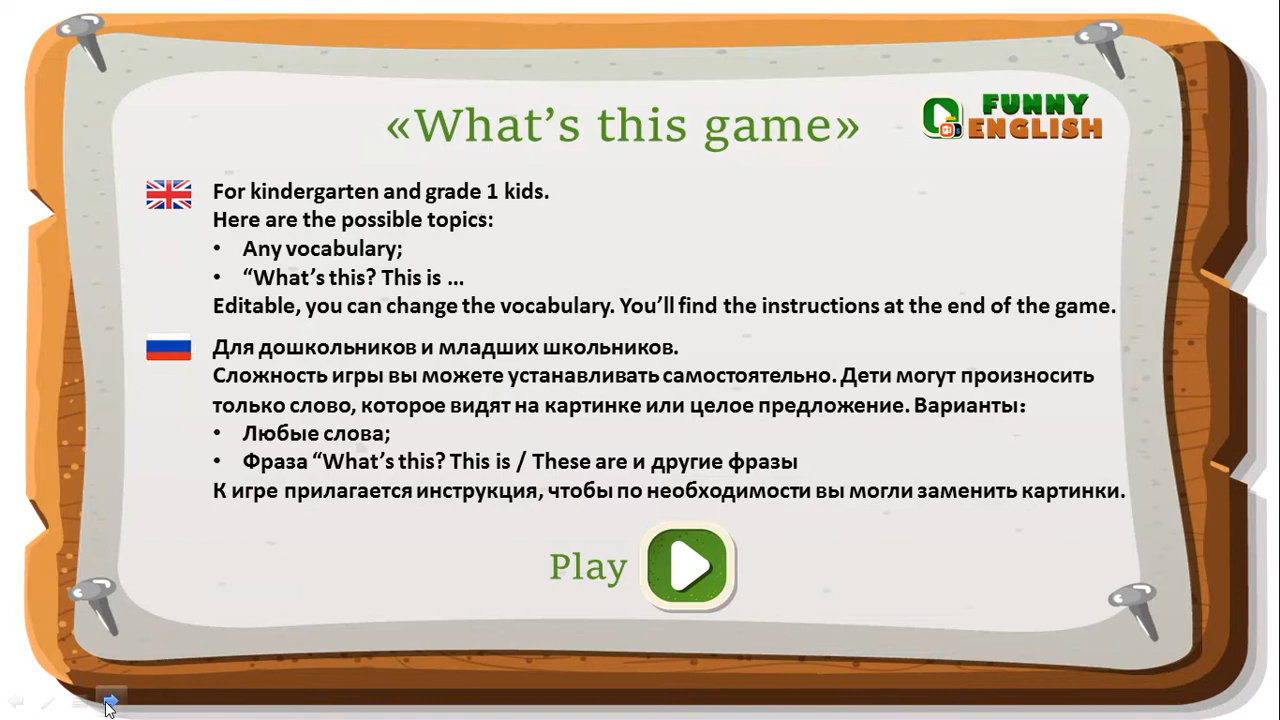 «What’s this game»
FUNNY
ENGLISH
For kindergarten and grade 1 kids.
Here are the possible topics:
• Any vocabulary;
• “What’s this? This is ...
Editable, you can change the vocabulary. You’ll find the instructions at the end of the game.
Для дошкольников и младших школьников.
Сложность игры вы можете устанавливать самостоятельно. Дети могут произносить
только слово, которое видят на картинке или целое предложение. Варианты:
• Любые слова;
• Фраза “What’s this? This is / These are и другие фразы
К игре прилагается инструкция, чтобы по необходимости вы могли заменить картинки.
Play